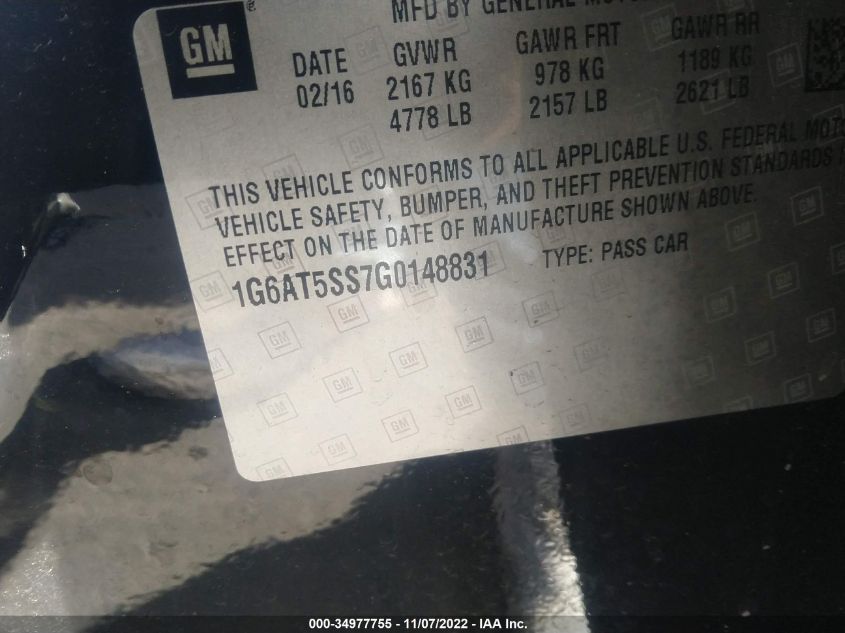 GM
MFD BY GENERAL
DATE GVWR GAWR FRT GAWR RR
02/16 2167 KG 978 KG 1189 KG
4778 LB 2157 LB 2621 LB
THIS VEHICLE CONFORMS TO ALL APPLICABLE U.S. FEDERAL
VEHICLE SAFETY, BUMPER, AND THEFT PREVENTION STANDARDS
EFFECT ON THE DATE OF MANUFACTURE SHOWN ABOVE.
1G6AT5SS7G0148831 TYPE: PASS CAR
000-34977755 - 11/07/2022 - IAA Inc.